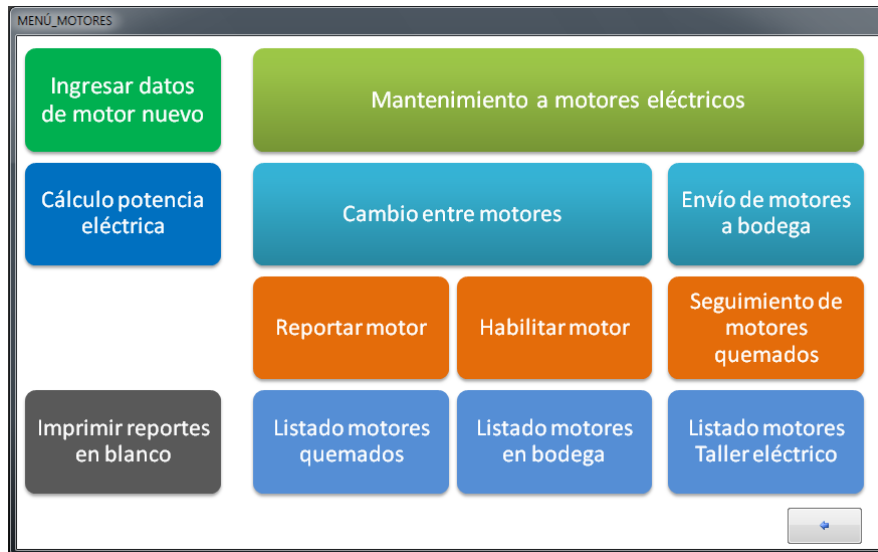 MENÚ_MOTORES
Ingresar datos
de motor nuevo
Mantenimiento a motores eléctricos
Cálculo potencia
eléctrica
Cambio entre motores
Envío de motores
a bodega
Reportar motor
Habilitar motor
Seguimiento de
motores
quemados
Imprimir reportes
en blanco
Listado motores
quemados
Listado motores
en bodega
Listado motores
Taller eléctrico